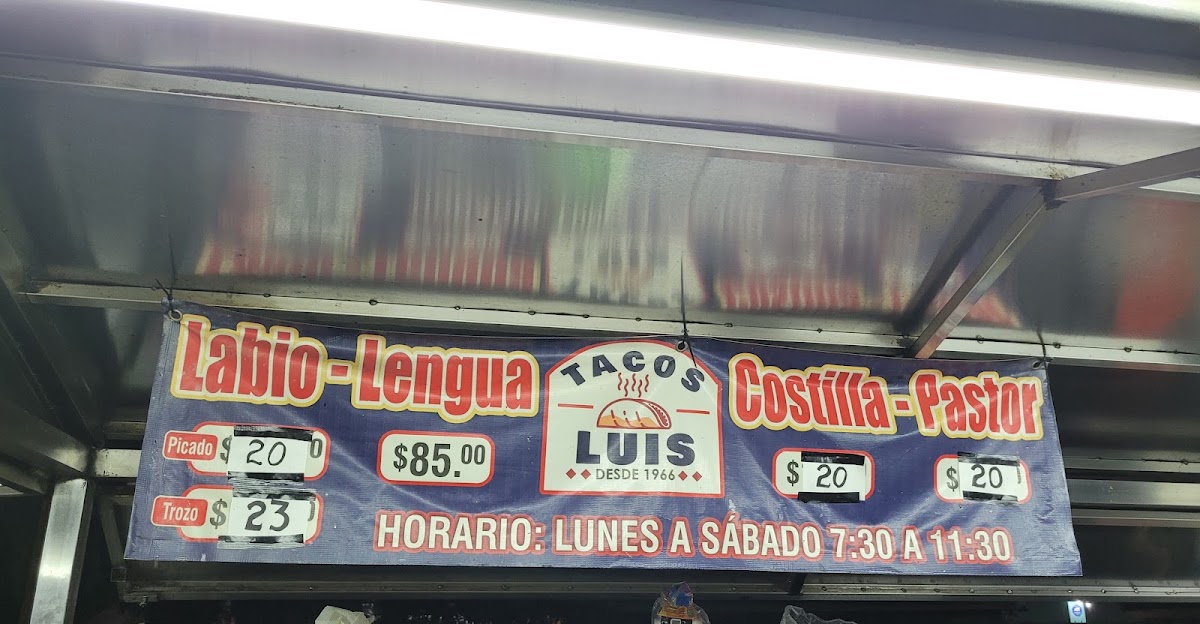 Labio - Lengua
Picado $20
Trozo $23
$85.00
TACOS
LUIS
DESDE 1966
Costilla - Pastor
$20
$20
HORARIO: LUNES A SÁBADO 7:30 A 11:30